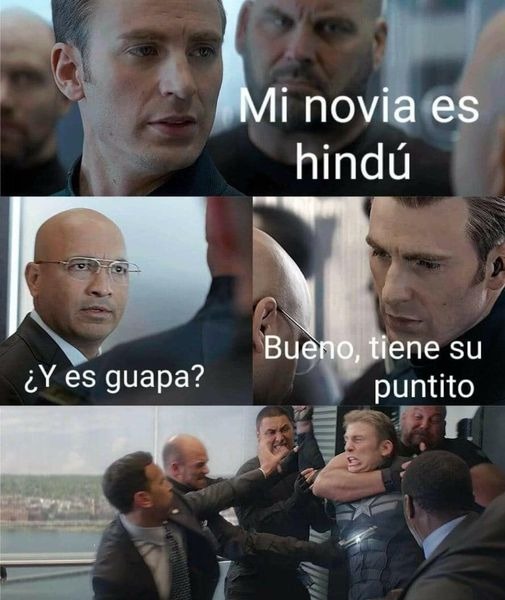 Mi novia es
hindú
¿Y es guapa?
Bueno, tiene su
puntito